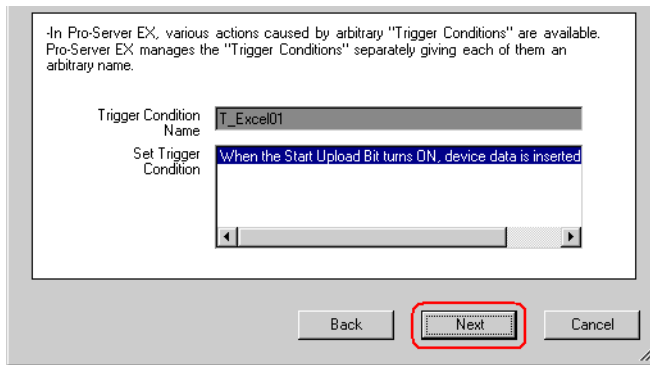 -In Pro-Server EX, various actions caused by arbitrary "Trigger Conditions" are available.
Pro-Server EX manages the "Trigger Conditions" separately giving each of them an
arbitrary name.
Trigger Condition
Name
T_Excel01
Set Trigger
Condition
When the Start Upload Bit turns ON, device data is inserted
Back
Next
Cancel